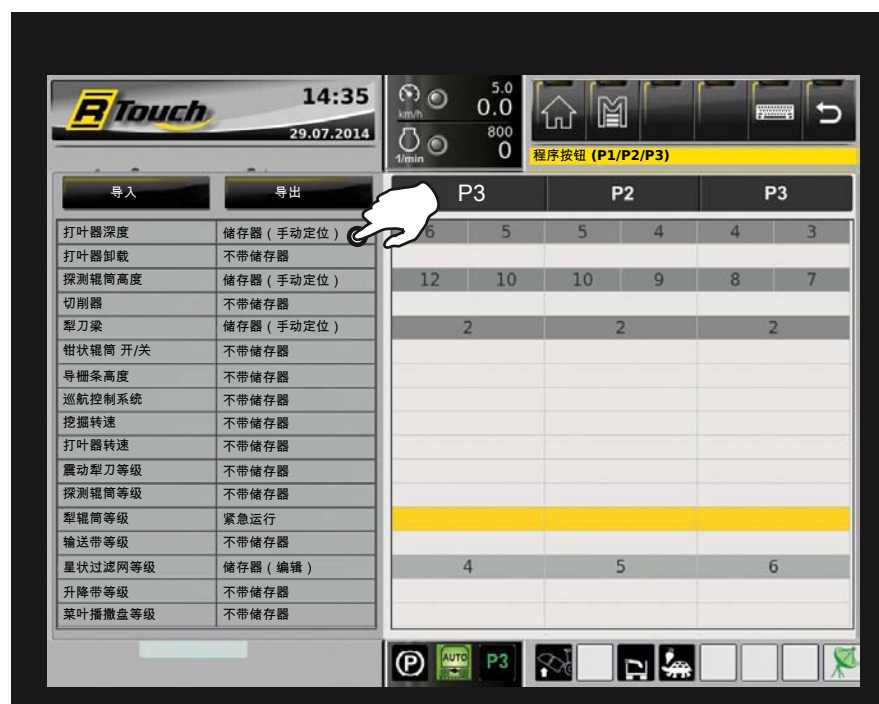 R Touch 14:35
29.07.2014
km/h 5.0
0.0
1/min 800
0
程序按钮 (P1/P2/P3)
导入 导出 P3 P2 P3
打叶器深度 储存器（手动定位） 6 5 5 4 4 3
打叶器卸载 不带储存器
探测辊筒高度 储存器（手动定位） 12 10 10 9 8 7
切削器 不带储存器
犁刀梁 储存器（手动定位） 2 2 2
钳状辊筒 开/关 不带储存器
导栅条高度 不带储存器
巡航控制系统 不带储存器
挖掘转速 不带储存器
打叶器转速 不带储存器
震动犁刀等级 不带储存器
探测辊筒等级 不带储存器
犁辊筒等级 紧急运行
输送带等级 不带储存器
星状过滤网等级 储存器（编辑） 4 5 6
升降带等级 不带储存器
菜叶播撒盘等级 不带储存器
P AUTO P3